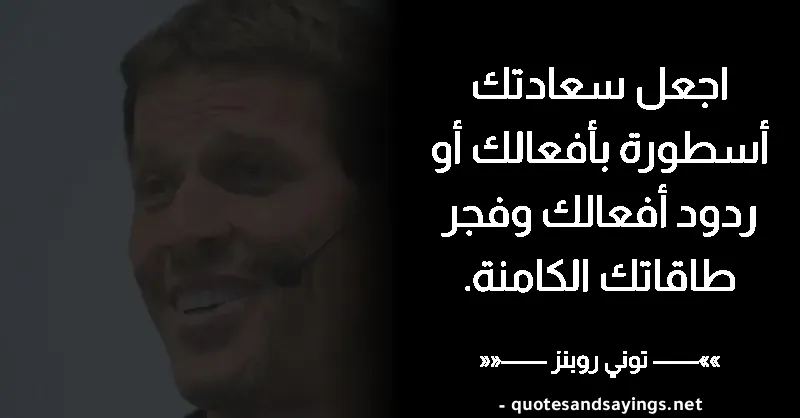 اجعل سعادتك
أسطورة بأفعالك أو
ردود أفعالك وفجر
طاقاتك الكامنة.
»»—— توني روبنز ——««
- quotesandsayings.net